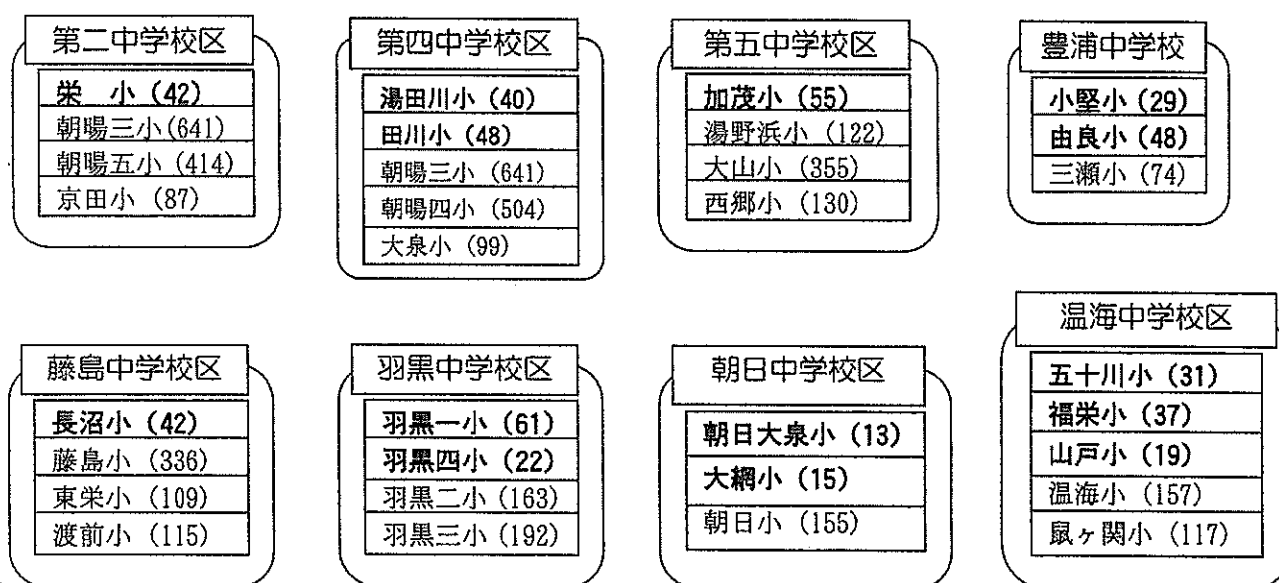 第二中学校区
栄　小（42）
朝暘三小(641)
朝暘五小（414）
京田小（87）
第四中学校区
湯田川小（40）
田川小（48）
朝暘三小（641）
朝暘四小（504）
大泉小（99）
第五中学校区
加茂小（55）
湯野浜小（122）
大山小（355）
西郷小（130）
豊浦中学校
小堅小（29）
由良小（48）
三瀬小（74）
藤島中学校区
長沼小（42）
藤島小（336）
東栄小（109）
渡前小（115）
羽黒中学校区
羽黒一小（61）
羽黒四小（22）
羽黒二小（163）
羽黒三小（192）
朝日中学校区
朝日大泉小（13）
大網小（15）
朝日小（155）
温海中学校区
五十川小（31）
福栄小（37）
山戸小（19）
温海小（157）
鼠ヶ関小（117）